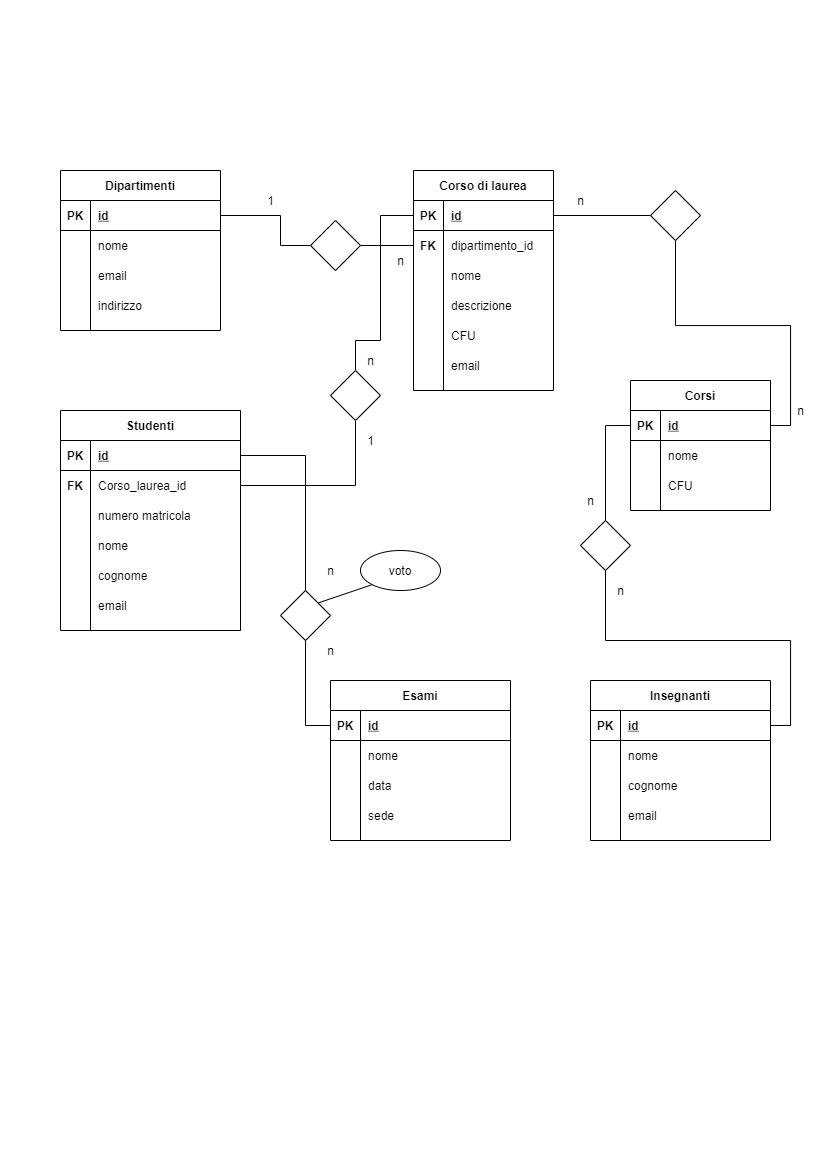 Dipartimenti
PK id
nome
email
indirizzo
1
n
Corso di laurea
PK id
FK dipartimento_id
nome
descrizione
CFU
email
n
n
n
1
Studenti
PK id
FK Corso_laurea_id
numero matricola
nome
cognome
email
Corsi
PK id
nome
CFU
n
n
n
voto
n
Esami
PK id
nome
data
sede
Insegnanti
PK id
nome
cognome
email